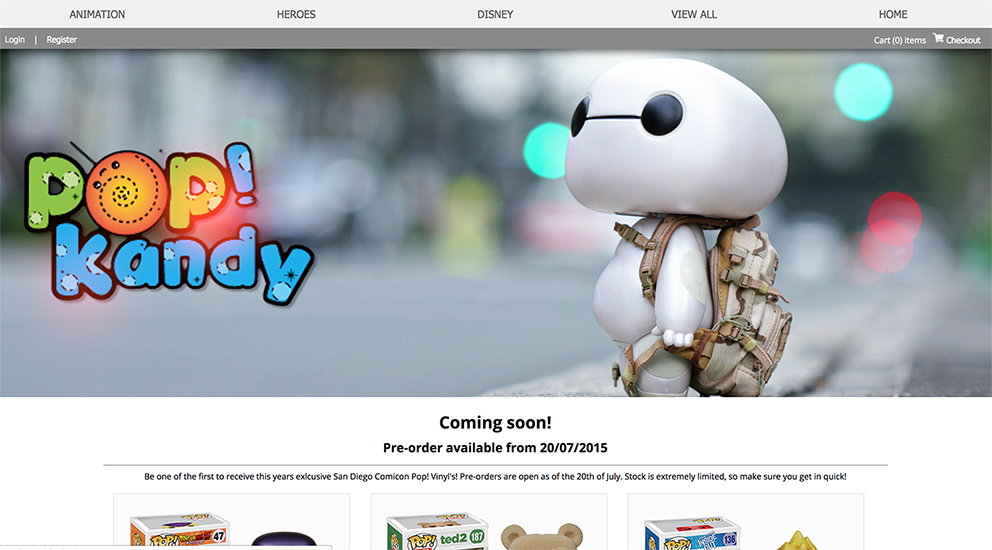 ANIMATION HEROES DISNEY VIEW ALL HOME
Login | Register Cart (0) items Checkout
POP!
Kandy
Coming soon!
Pre-order available from 20/07/2015
Be one of the first to receive this years exlcusive San Diego Comicon Pop! Vinyl's! Pre-orders are open as of the 20th of July. Stock is extremely limited, so make sure you get in quick!
POP! 47 POP! ted2 187 POP! INSIDE OUT 136